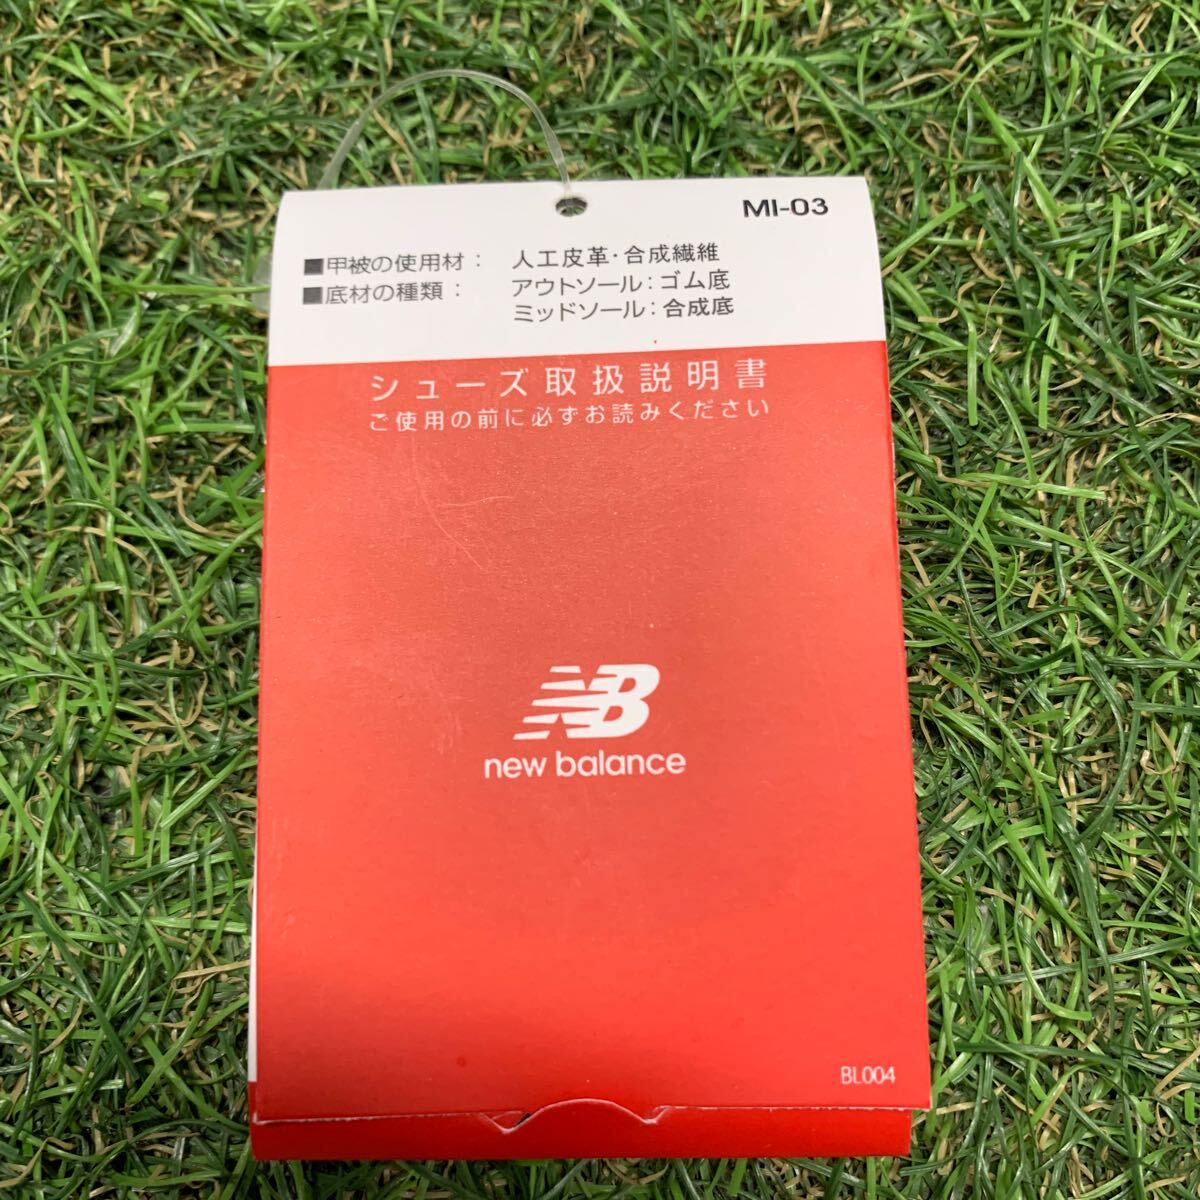 MI-03
■甲被の使用材： 人工皮革・合成繊維
■底材の種類： アウトソール：ゴム底
ミッドソール：合成底
シューズ取扱説明書
ご使用の前に必ずお読みください
NB
new balance
BL004